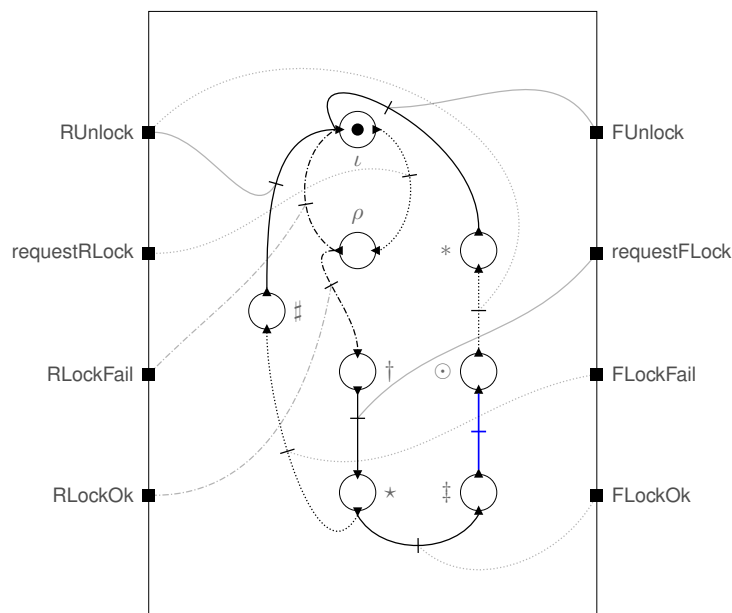 RUnlock
FUnlock
ι
ρ
requestRLock
*
requestFLock
♯
RLockFail
†
⊙
FLockFail
RLockOk
⋆
‡
FLockOk